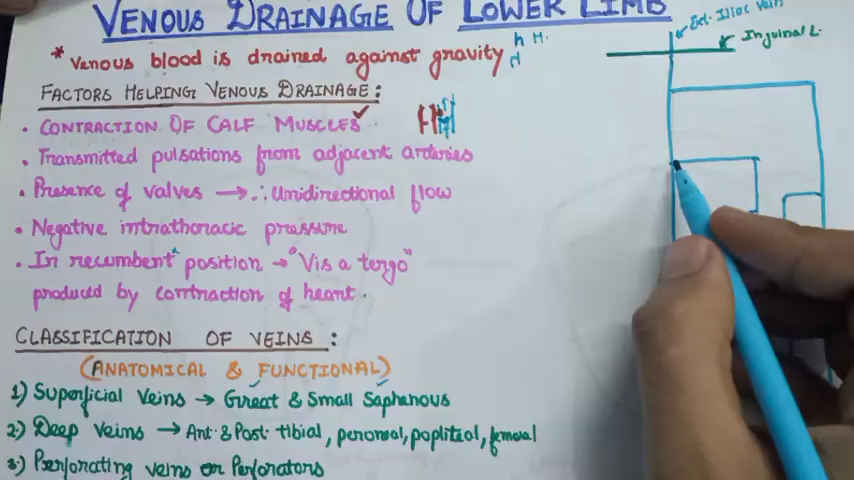 VENOUS DRAINAGE OF LOWER LIMB
* Venous blood is drained against gravity
FACTORS HELPING VENOUS DRAINAGE:
• CONTRACTION OF CALF MUSCLES
• Transmitted pulsations from adjacent arteries
• Presence of valves → ∴ Unidirectional flow
• Negative intrathoracic pressure
• In recumbent* position → "Vis a tergo"
produced by contraction of heart.
CLASSIFICATION OF VEINS:
(ANATOMICAL & FUNCTIONAL)
1) Superficial Veins → Great & Small Saphenous
2) Deep Veins → Ant. & Post. tibial, peroneal, popliteal, femoral
3) Perforating veins or Perforators
Ext. Iliac Vein
Inguinal L.